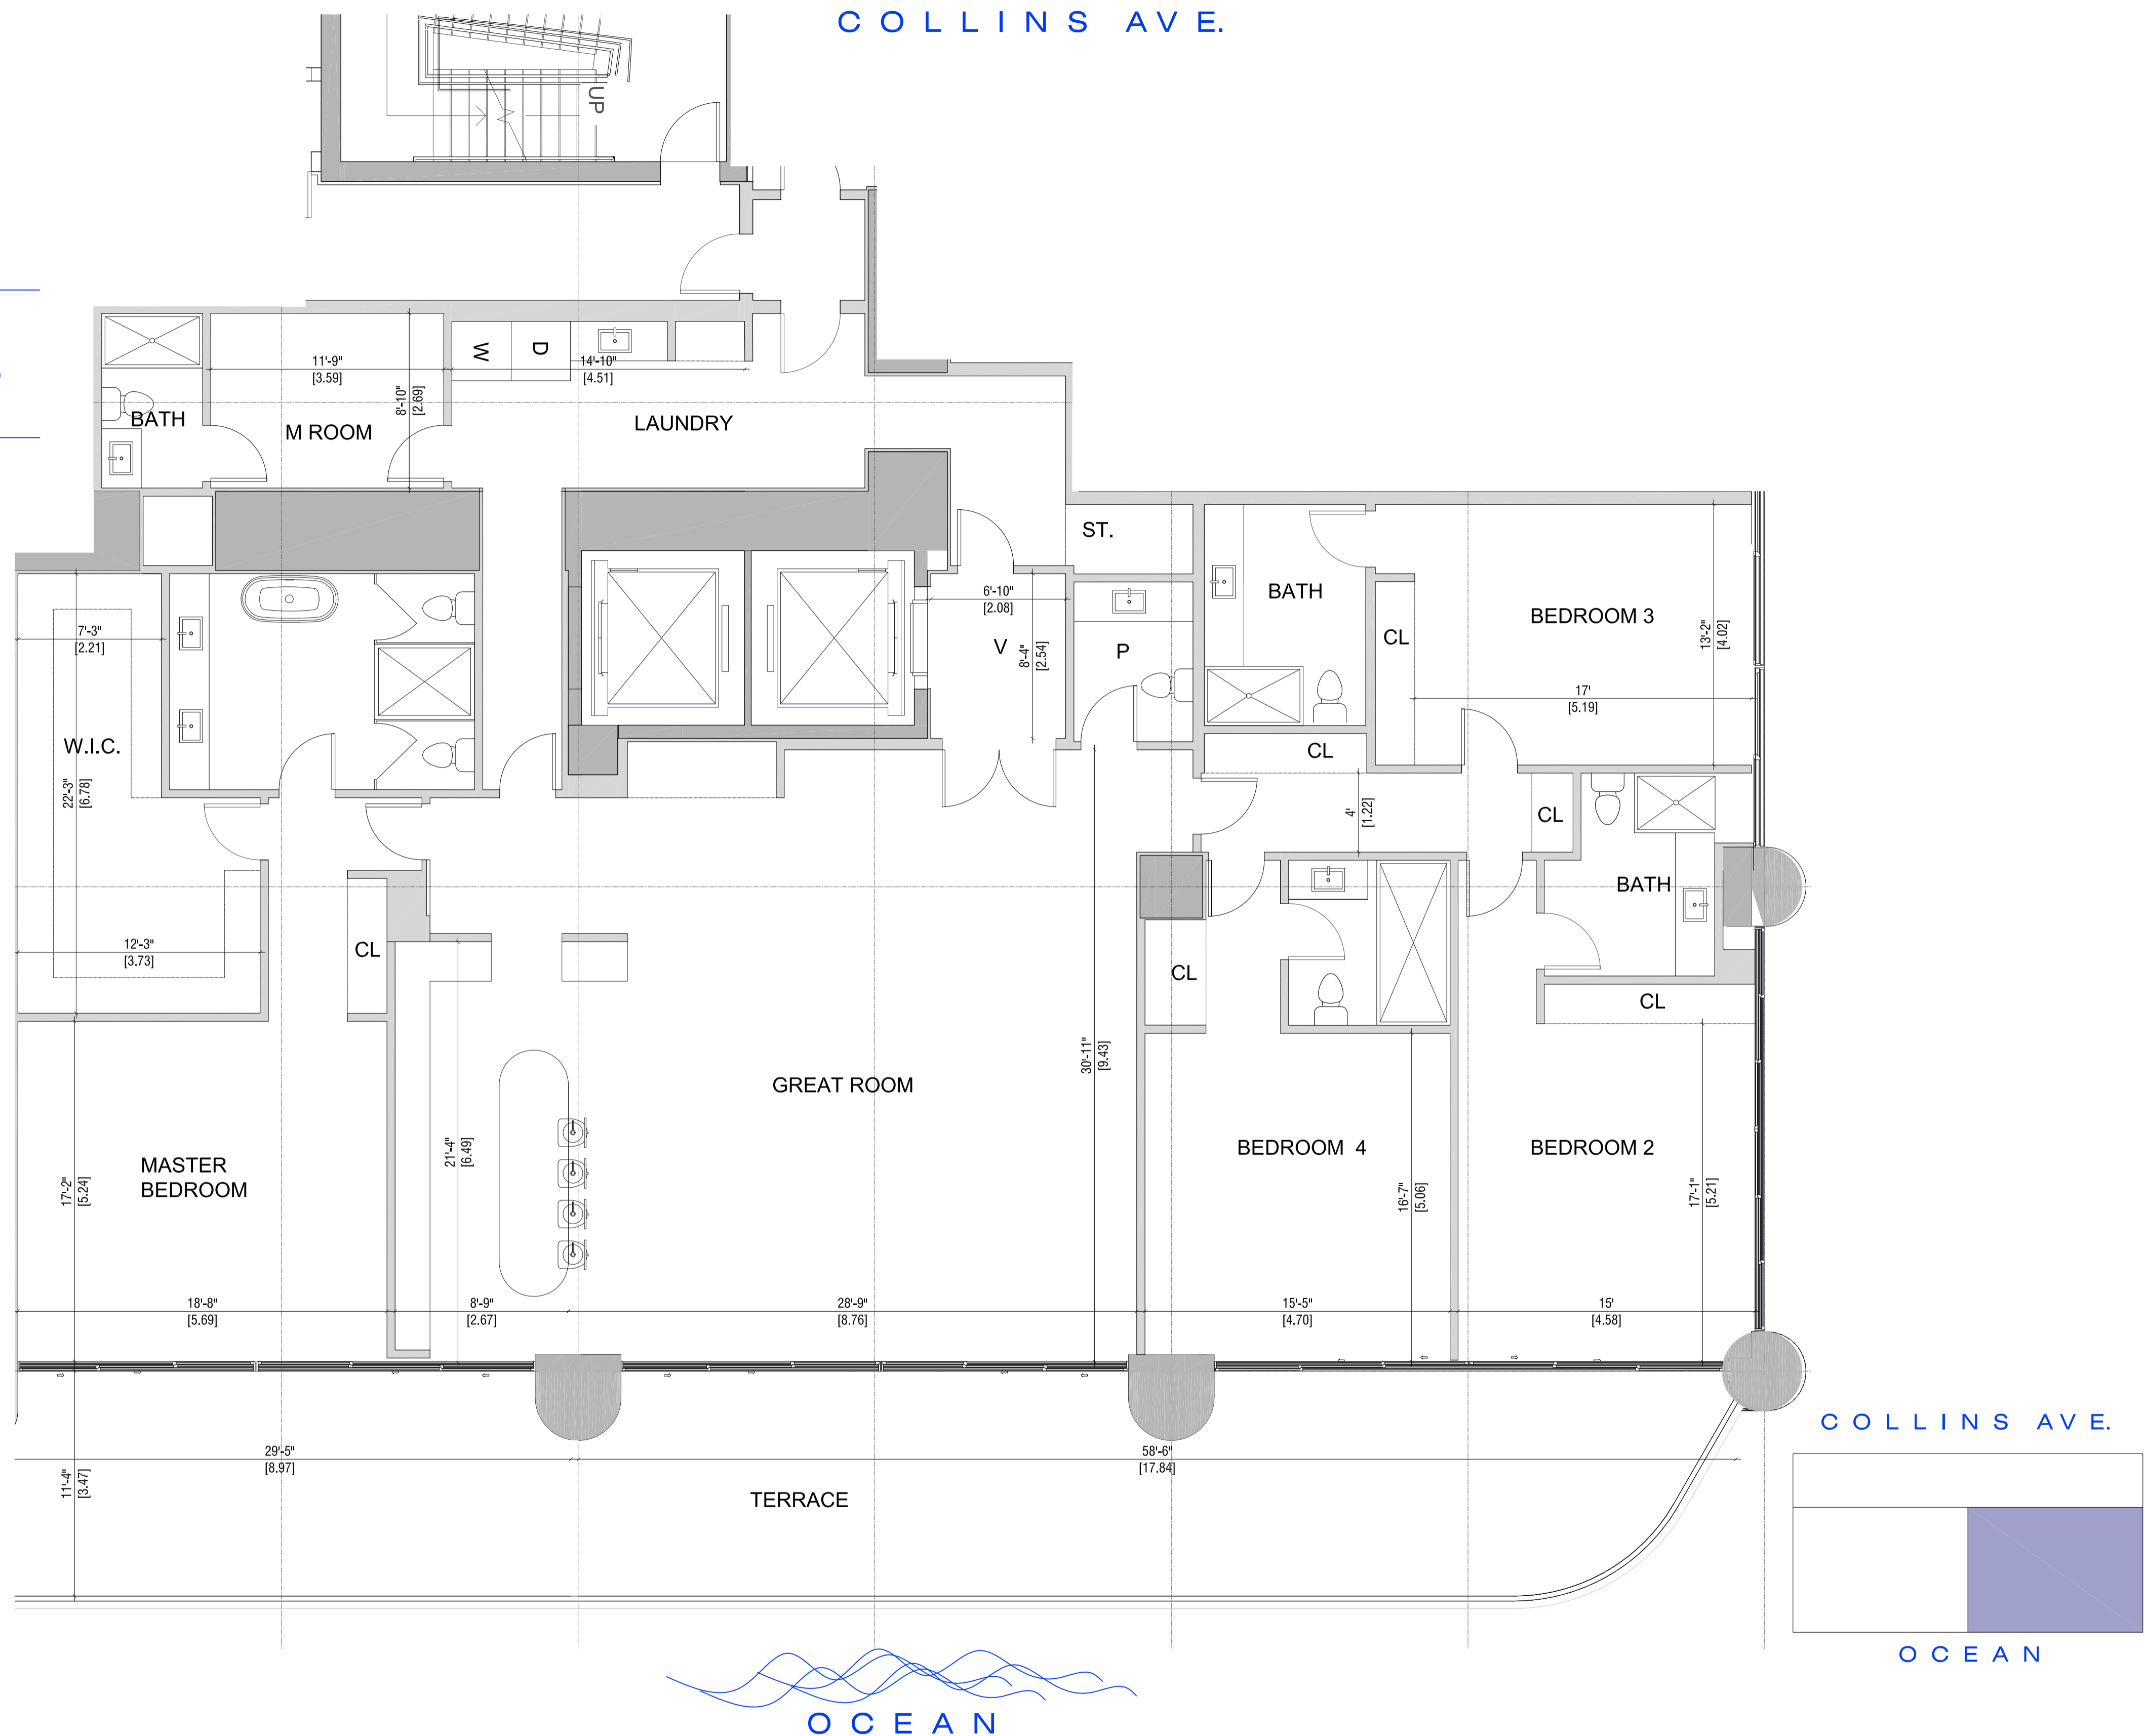 COLLINS AVE.
UP
11'-9"
[3.59]
8'-10"
[2.69]
W
D
14'-10"
[4.51]
BATH
M ROOM
LAUNDRY
ST.
6'-10"
[2.08]
V
8'-4"
[2.54]
P
BATH
CL
BEDROOM 3
13'-2"
[4.02]
17'
[5.19]
7'-3"
[2.21]
W.I.C.
22'-3"
[6.78]
CL
4'
[1.22]
CL
12'-3"
[3.73]
CL
CL
BATH
CL
30'-11"
[9.43]
GREAT ROOM
21'-4"
[6.49]
MASTER
BEDROOM
17'-2"
[5.24]
BEDROOM 4
16'-7"
[5.06]
BEDROOM 2
17'-1"
[5.21]
18'-8"
[5.69]
8'-9"
[2.67]
28'-9"
[8.76]
15'-5"
[4.70]
15'
[4.58]
29'-5"
[8.97]
58'-6"
[17.84]
11'-4"
[3.47]
TERRACE
COLLINS AVE.
OCEAN
OCEAN